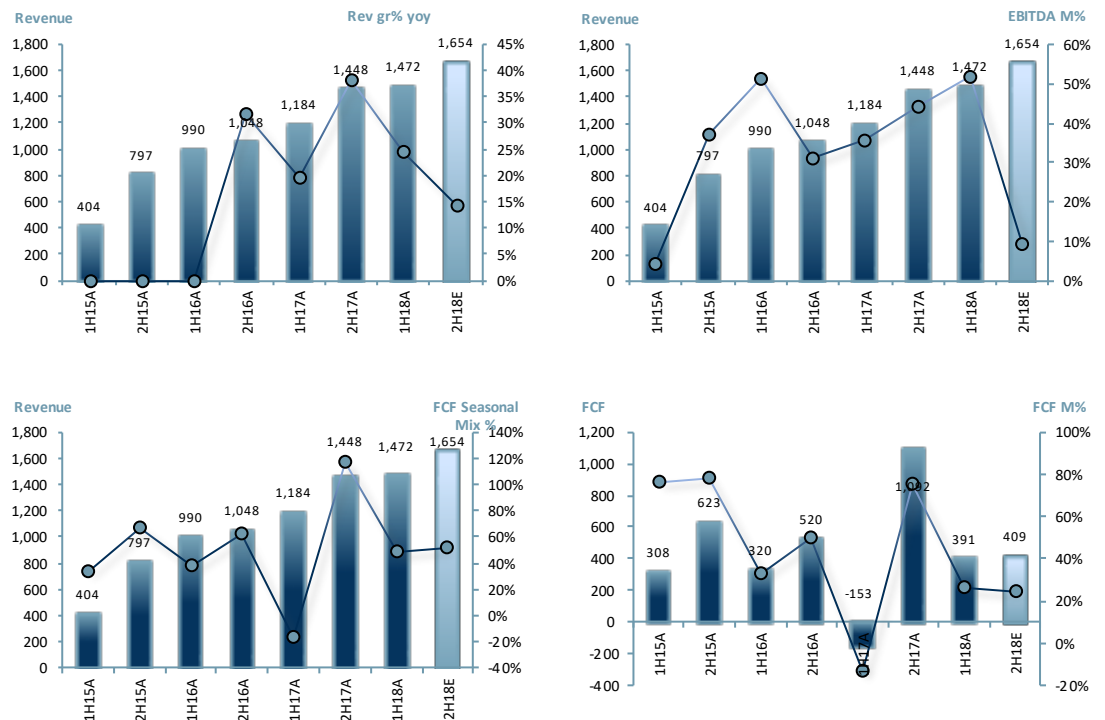 Revenue
Rev gr% yoy
1,800
1,600
1,400
1,200
1,000
800
600
400
200
0
404
797
990
1,048
1,184
1,448
1,472
1,654
45%
40%
35%
30%
25%
20%
15%
10%
5%
0%
1H15A
2H15A
1H16A
2H16A
1H17A
2H17A
1H18A
2H18E
Revenue
EBITDA M%
1,800
1,600
1,400
1,200
1,000
800
600
400
200
0
404
797
990
1,048
1,184
1,448
1,472
1,654
60%
50%
40%
30%
20%
10%
0%
1H15A
2H15A
1H16A
2H16A
1H17A
2H17A
1H18A
2H18E
Revenue
FCF Seasonal
Mix %
1,800
1,600
1,400
1,200
1,000
800
600
400
200
0
404
797
990
1,048
1,184
1,448
1,472
1,654
140%
120%
100%
80%
60%
40%
20%
0%
-20%
-40%
1H15A
2H15A
1H16A
2H16A
1H17A
2H17A
1H18A
2H18E
FCF
FCF M%
1,200
1,000
800
600
400
200
0
-200
-400
308
623
320
520
-153
1,092
391
409
100%
80%
60%
40%
20%
0%
-20%
1H15A
2H15A
1H16A
2H16A
1H17A
2H17A
1H18A
2H18E